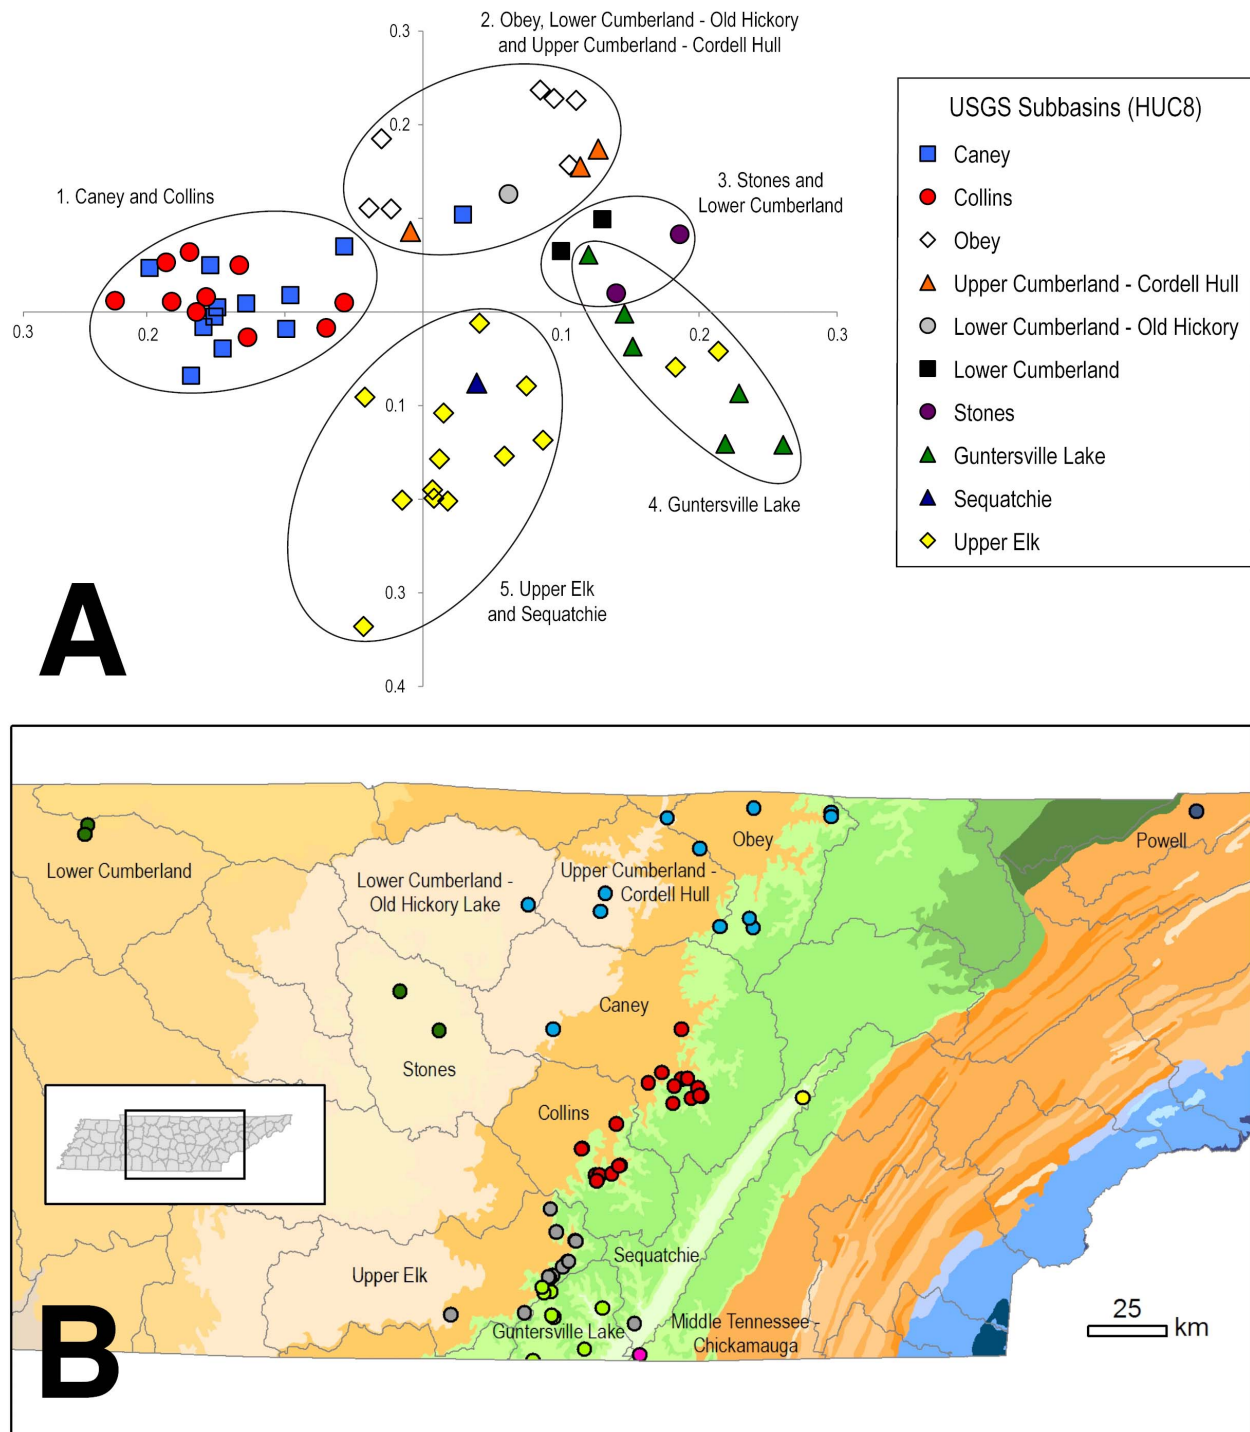 0.3
2. Obey, Lower Cumberland - Old Hickory
and Upper Cumberland - Cordell Hull
0.2
1. Caney and Collins
3. Stones and
Lower Cumberland
0.3
0.2
0.1
0.2
0.3
0.1
4. Guntersville Lake
0.3
5. Upper Elk
and Sequatchie
0.4
A
USGS Subbasins (HUC8)
Caney
Collins
Obey
Upper Cumberland - Cordell Hull
Lower Cumberland - Old Hickory
Lower Cumberland
Stones
Guntersville Lake
Sequatchie
Upper Elk
Obey
Powell
Lower Cumberland
Lower Cumberland -
Old Hickory Lake
Upper Cumberland -
Cordell Hull
Caney
Stones
Collins
Sequatchie
Upper Elk
Guntersville Lake
Middle Tennessee -
Chickamauga
25
km
B